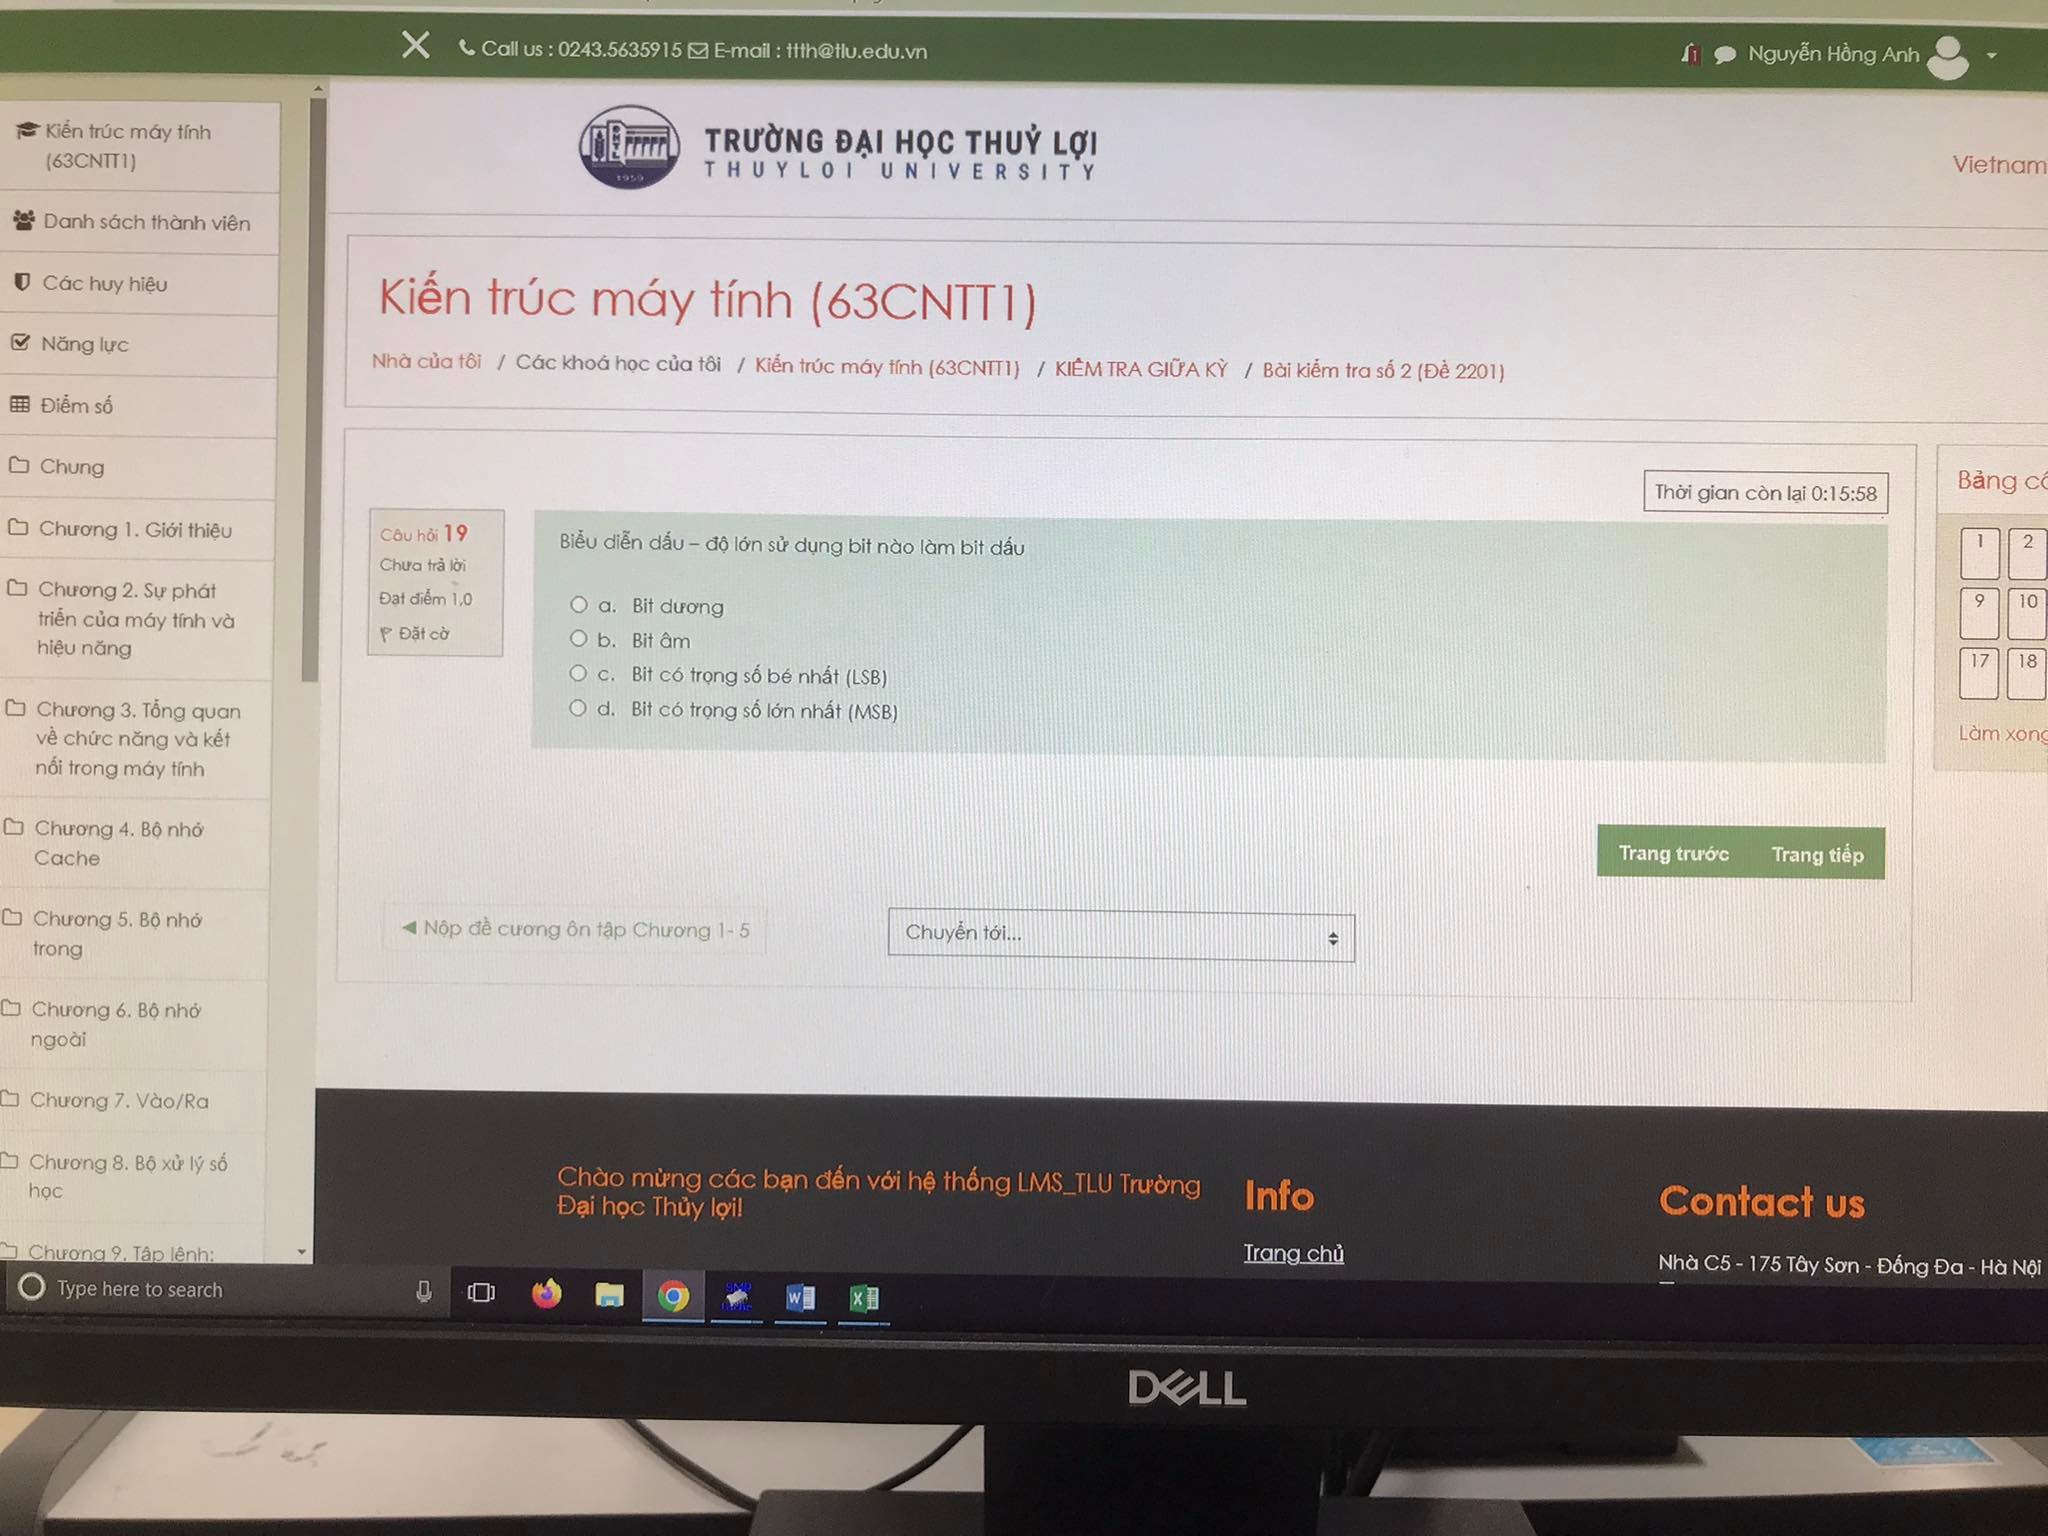 Call us : 0243.5635915 E-mail : ttth@tlu.edu.vn
1 Nguyễn Hồng Anh
Kiến trúc máy tính
(63CNTT1)
Danh sách thành viên
Các huy hiệu
Năng lực
Điểm số
Chung
Chương 1. Giới thiệu
Chương 2. Sự phát
triển của máy tính và
hiệu năng
Chương 3. Tổng quan
về chức năng và kết
nối trong máy tính
Chương 4. Bộ nhớ
Cache
Chương 5. Bộ nhớ
trong
Chương 6. Bộ nhớ
ngoài
Chương 7. Vào/Ra
Chương 8. Bộ xử lý số
học
Chương 9. Tập lệnh:
1959
TRƯỜNG ĐẠI HỌC THUỶ LỢI
THUYLOI UNIVERSITY
Vietnam
Kiến trúc máy tính (63CNTT1)
Nhà của tôi / Các khoá học của tôi / Kiến trúc máy tính (63CNTT1) / KIỂM TRA GIỮA KỲ / Bài kiểm tra số 2 (Đề 2201)
Thời gian còn lại 0:15:58
Câu hỏi 19
Chưa trả lời
Đạt điểm 1,0
Đặt cờ
Biểu diễn dấu – độ lớn sử dụng bit nào làm bit dấu
a. Bit dương
b. Bit âm
c. Bit có trọng số bé nhất (LSB)
d. Bit có trọng số lớn nhất (MSB)
Bảng
1 2
9 10
17 18
Làm xong
Trang trước Trang tiếp
Nộp đề cương ôn tập Chương 1- 5
Chuyển tới...
Chào mừng các bạn đến với hệ thống LMS_TLU Trường
Đại học Thủy lợi!
Info
Trang chủ
Contact us
Nhà C5 - 175 Tây Sơn - Đống Đa - Hà Nội
Type here to search
DELL